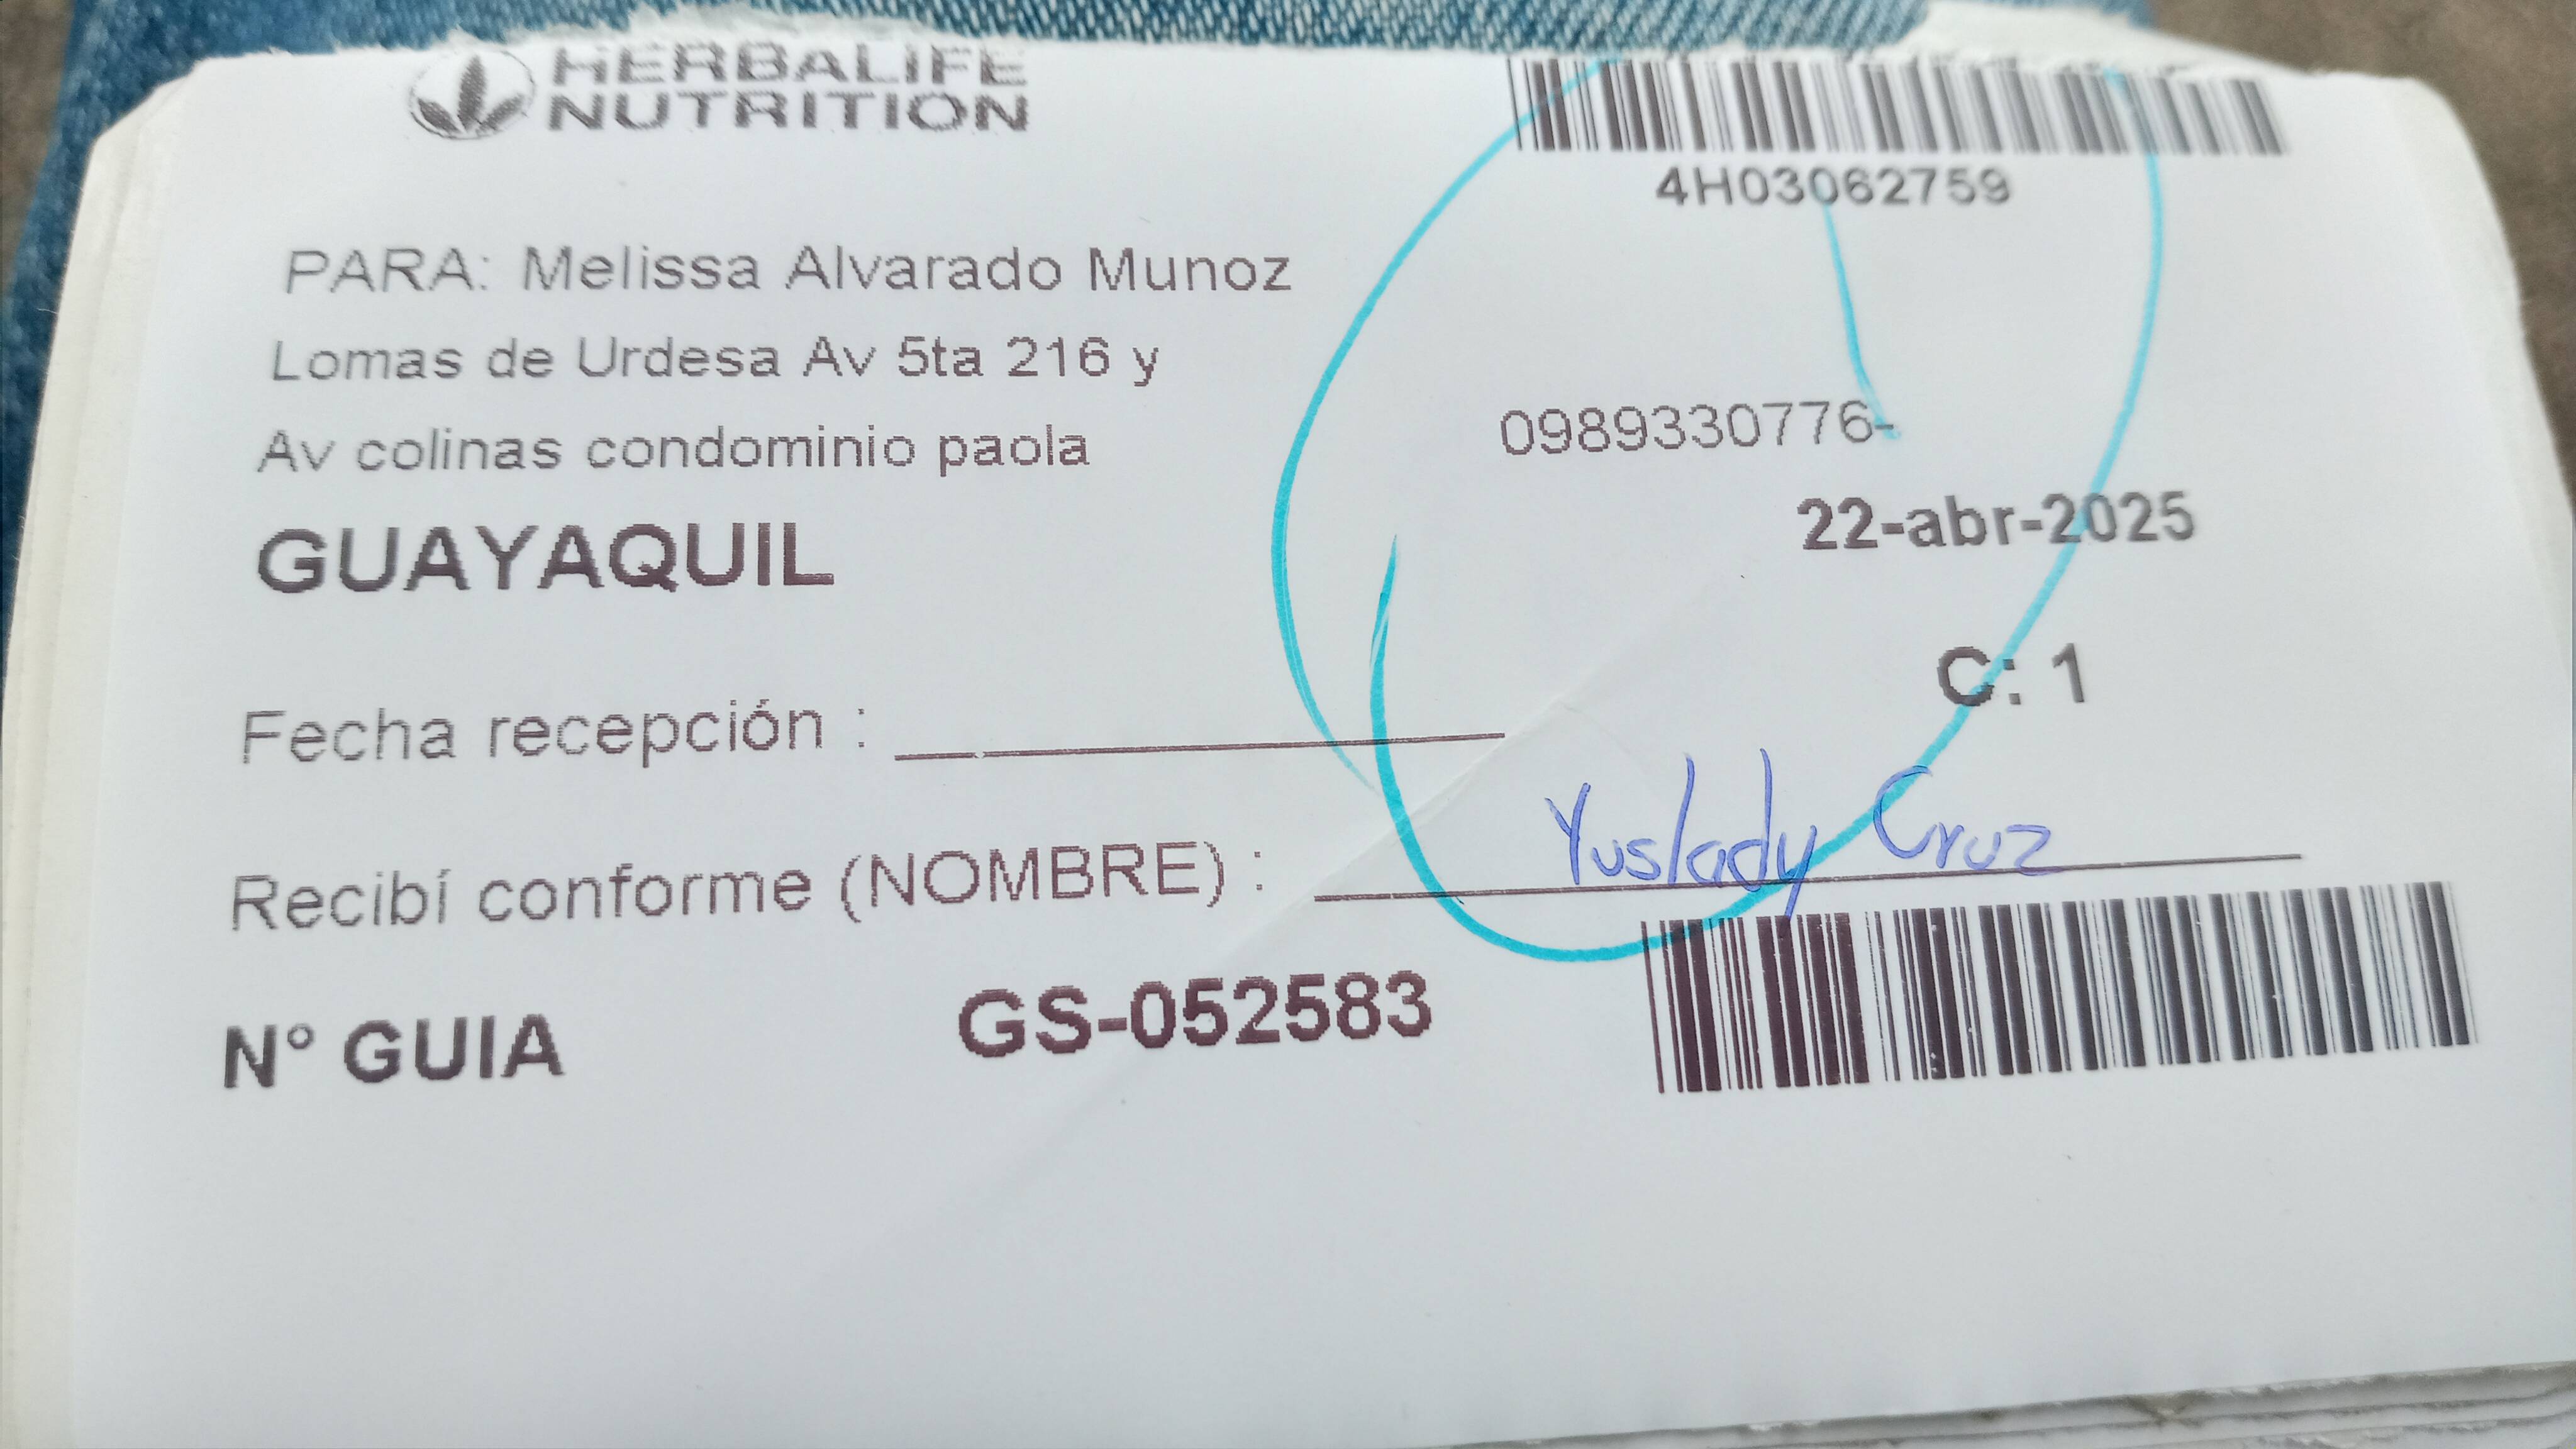 HERBALIFE
NUTRITION
4H03062759
PARA: Melissa Alvarado Munoz
Lomas de Urdesa Av 5ta 216 y
Av colinas condominio paola
0989330776-
GUAYAQUIL
22-abr-2025
C: 1
Fecha recepción : ____________
Recibí conforme (NOMBRE) : Yuslady Cruz
N° GUIA GS-052583